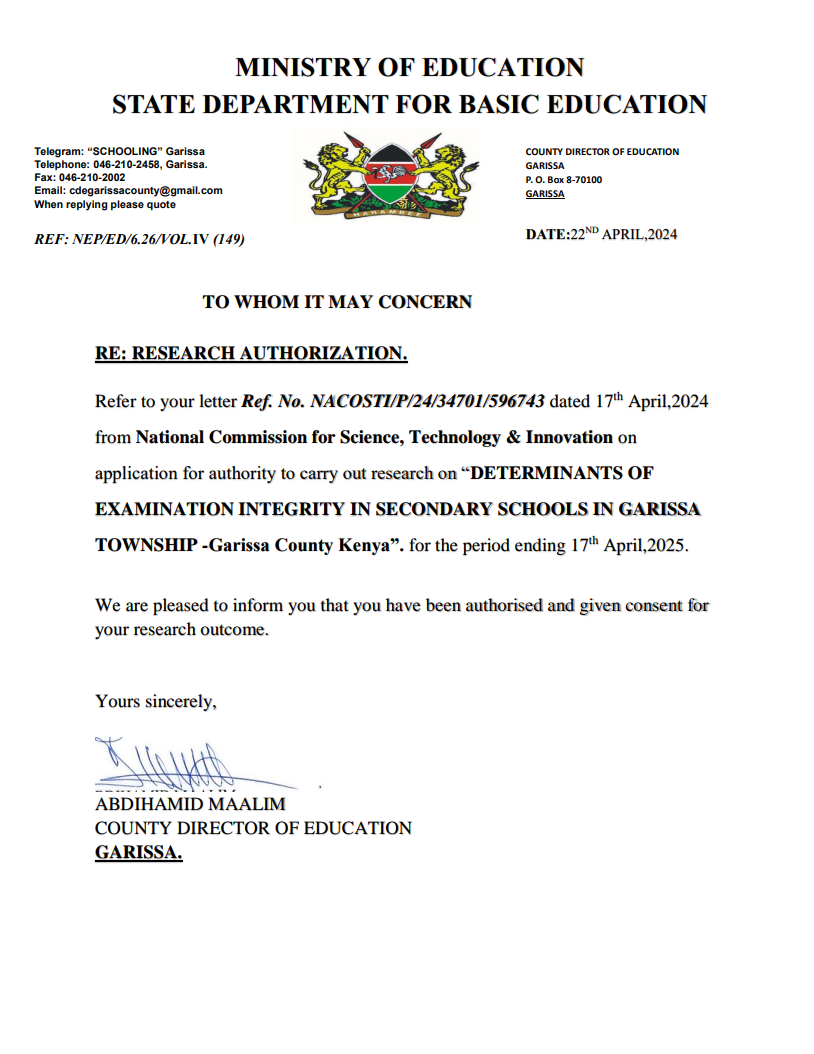 MINISTRY OF EDUCATION
STATE DEPARTMENT FOR BASIC EDUCATION
Telegram: “SCHOOLING” Garissa
Telephone: 046-210-2458, Garissa.
Fax: 046-210-2002
Email: cdegarissacounty@gmail.com
When replying please quote
REF: NEP/ED/6.26/VOL.IV (149)
HARAMBEE
COUNTY DIRECTOR OF EDUCATION
GARISSA
P. O. Box 8-70100
GARISSA
DATE:22ND APRIL,2024
TO WHOM IT MAY CONCERN
RE: RESEARCH AUTHORIZATION.
Refer to your letter Ref. No. NACOSTI/P/24/34701/596743 dated 17th April,2024
from National Commission for Science, Technology & Innovation on
application for authority to carry out research on “DETERMINANTS OF
EXAMINATION INTEGRITY IN SECONDARY SCHOOLS IN GARISSA
TOWNSHIP -Garissa County Kenya”. for the period ending 17th April,2025.
We are pleased to inform you that you have been authorised and given consent for
your research outcome.
Yours sincerely,
ABDIHAMID MAALIM
COUNTY DIRECTOR OF EDUCATION
GARISSA.